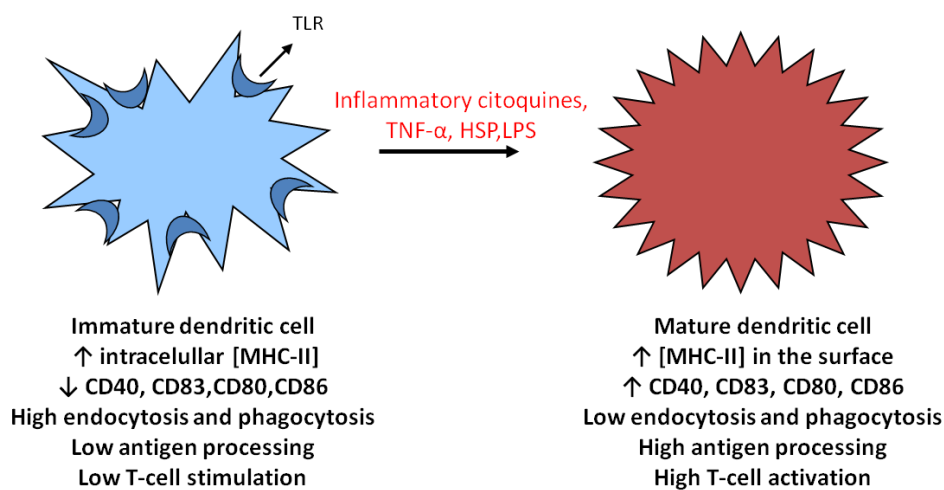 TLR
Inflammatory citoquines,
TNF-α, HSP,LPS
Immature dendritic cell
↑ intracelullar [MHC-II]
↓ CD40, CD83,CD80,CD86
High endocytosis and phagocytosis
Low antigen processing
Low T-cell stimulation
Mature dendritic cell
↑ [MHC-II] in the surface
↑ CD40, CD83, CD80, CD86
Low endocytosis and phagocytosis
High antigen processing
High T-cell activation